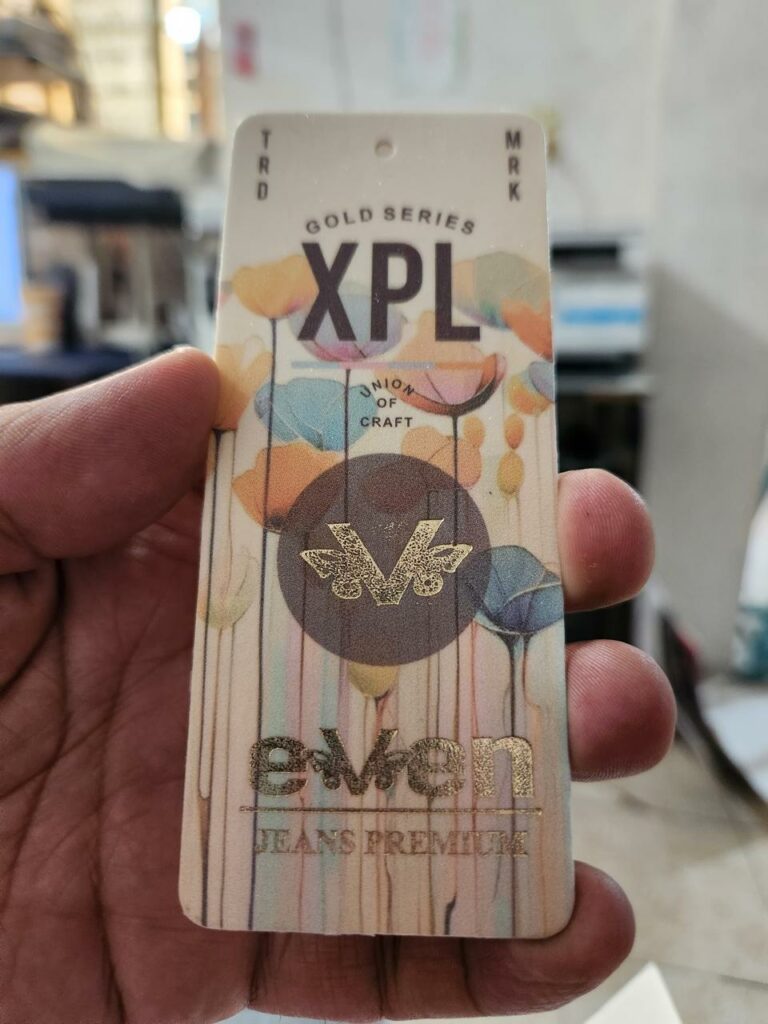 TRD
MRK
GOLD SERIES
XPL
UNION
OF
CRAFT
V
even
JEANS PREMIUM